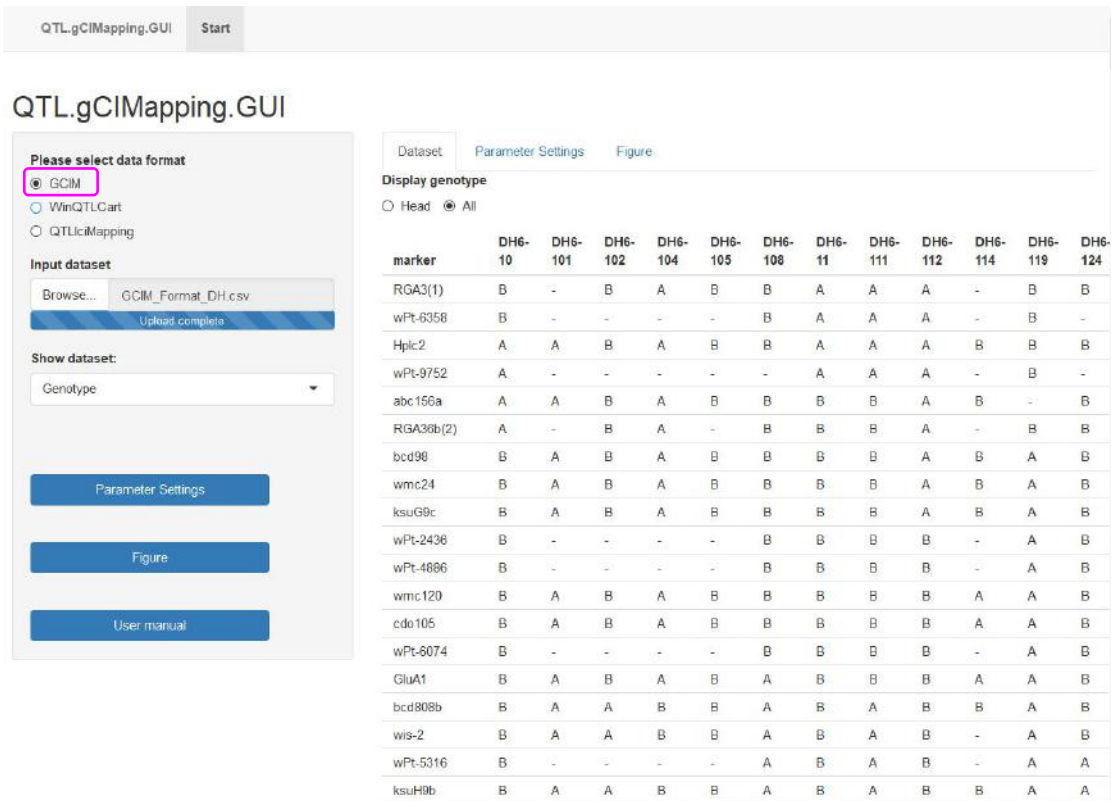 QTL.gCIMapping.GUI Start
QTL.gCIMapping.GUI
Please select data format
GCIM
WinQTLCart
QTLIciMapping
Input dataset
Browse... GCIM_Format_DH.csv
Upload complete
Show dataset:
Genotype
Parameter Settings
Figure
User manual
Dataset Parameter Settings Figure
Display genotype
Head All
marker DH6-10 DH6-101 DH6-102 DH6-104 DH6-105 DH6-108 DH6-11 DH6-111 DH6-112 DH6-114 DH6-119 DH6-124
RGA3(1) B - B A B B A A A - B B
wPt-6358 B - - - - B A A A - B -
Hplc2 A A B A B B A A A B B B
wPt-9752 A - - - - - A A A - B -
abc156a A A B A B B B B A B - B
RGA36b(2) A - B A - B B B A - B B
bcd98 B A B A B B B B A B A B
wmc24 B A B A B B B B A B A B
ksuG9c B A B A B B B B A B A B
wPt-2436 B - - - - B B B B - A B
wPt-4886 B - - - - B B B B - A B
wmc120 B A B A B B B B B A A B
cdo105 B A B A B B B B B A A B
wPt-6074 B - - - - B B B B - A B
GluA1 B A B A B A B B B A A B
bcd808b B A A B B A B A B B A B
wis-2 B A A B B A B A B - A B
wPt-5316 B - - - - A B A B - A A
ksuH9b B A A B B A B A B B A A